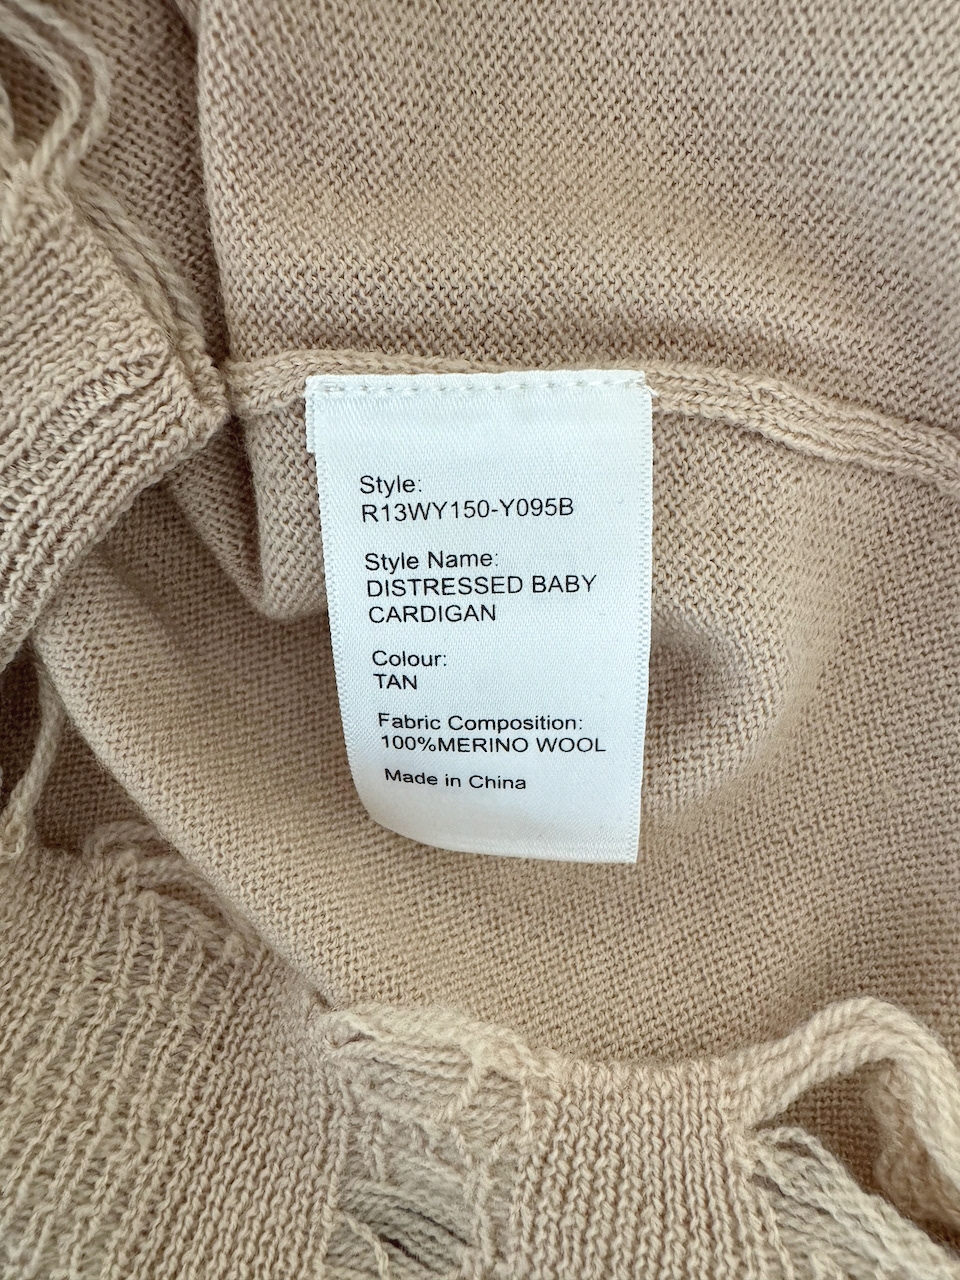 Style:
R13WY150-Y095B
Style Name:
DISTRESSED BABY
CARDIGAN
Colour:
TAN
Fabric Composition:
100%MERINO WOOL
Made in China